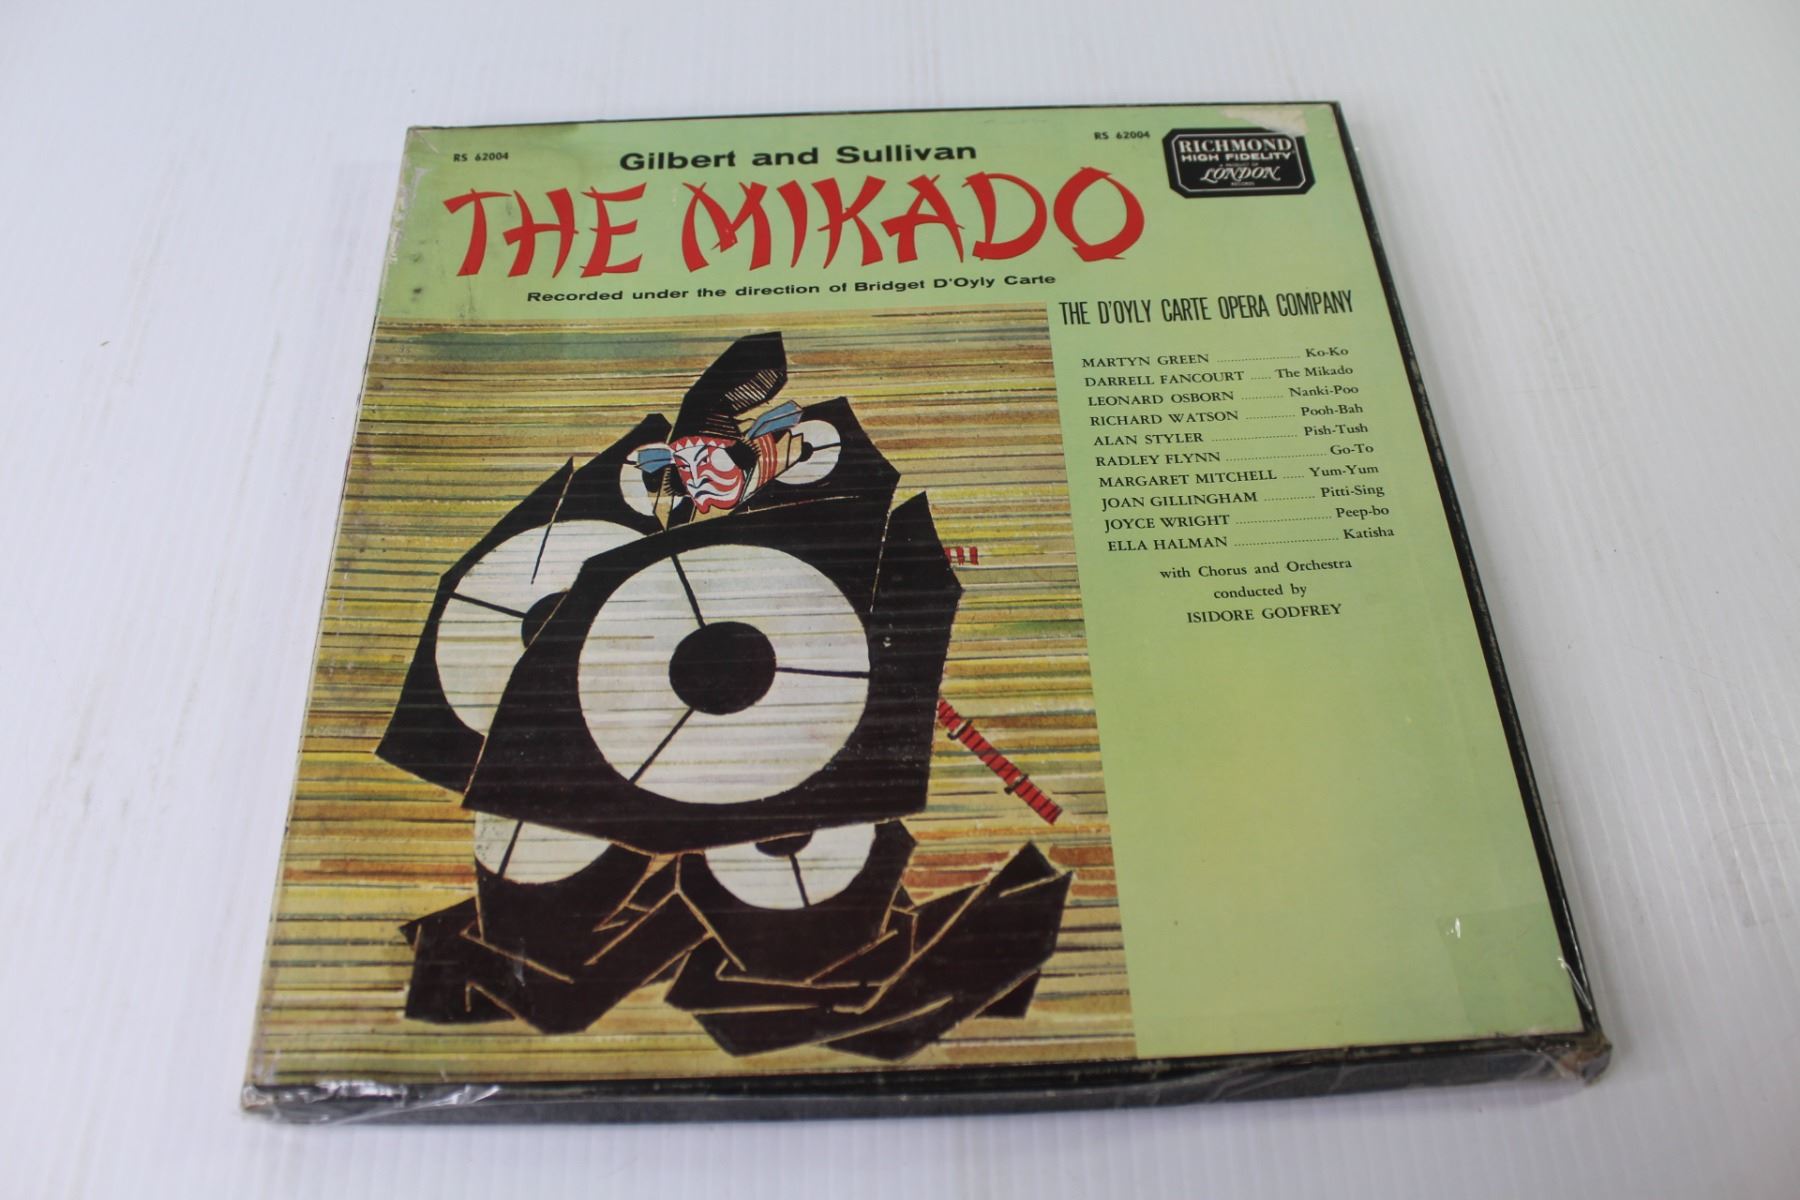 RS 62004
RS 62004
Gilbert and Sullivan
THE MIKADO
Recorded under the direction of Bridget D'Oyly Carte
RICHMOND
HIGH FIDELITY
A PRODUCT OF
LONDON
RECORDS
THE D'OYLY CARTE OPERA COMPANY
MARTYN GREEN ........................ Ko-Ko
DARRELL FANCOURT ...... The Mikado
LEONARD OSBORN ............ Nanki-Poo
RICHARD WATSON .............. Pooh-Bah
ALAN STYLER ........................ Pish-Tush
RADLEY FLYNN ............................ Go-To
MARGARET MITCHELL ...... Yum-Yum
JOAN GILLINGHAM .............. Pitti-Sing
JOYCE WRIGHT .......................... Peep-bo
ELLA HALMAN ............................ Katisha
with Chorus and Orchestra
conducted by
ISIDORE GODFREY